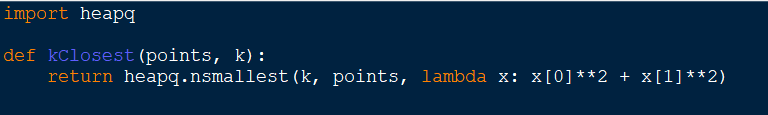 import heapq
def kClosest(points, k):
    return heapq.nsmallest(k, points, lambda x: x[0]**2 + x[1]**2)